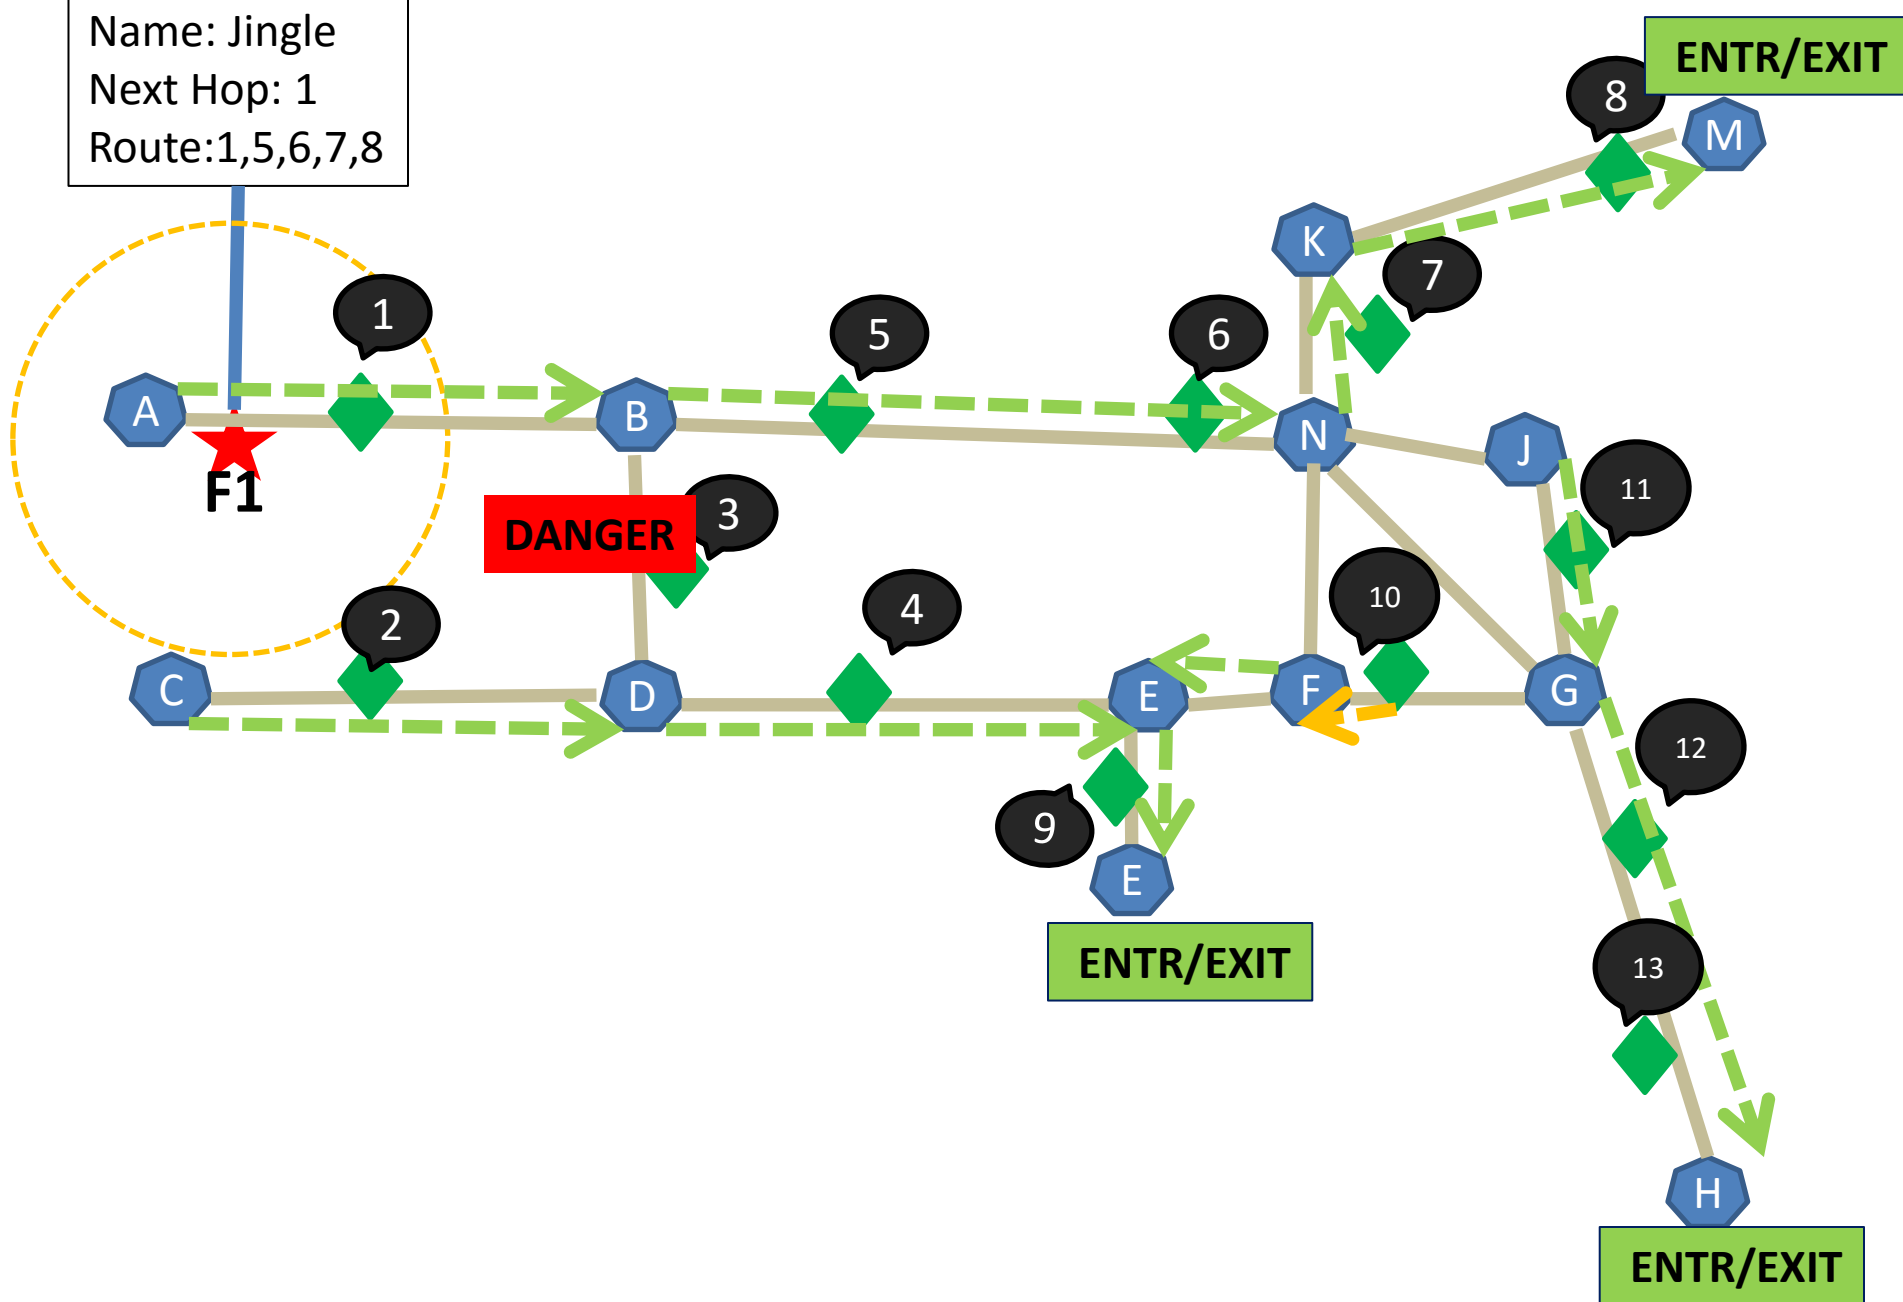 Name: Jingle
Next Hop: 1
Route:1,5,6,7,8
ENTR/EXIT
8
M
K
7
1
5
6
A
B
N
J
F1
11
3
DANGER
10
2
4
C
D
E
F
G
12
9
E
ENTR/EXIT
13
H
ENTR/EXIT